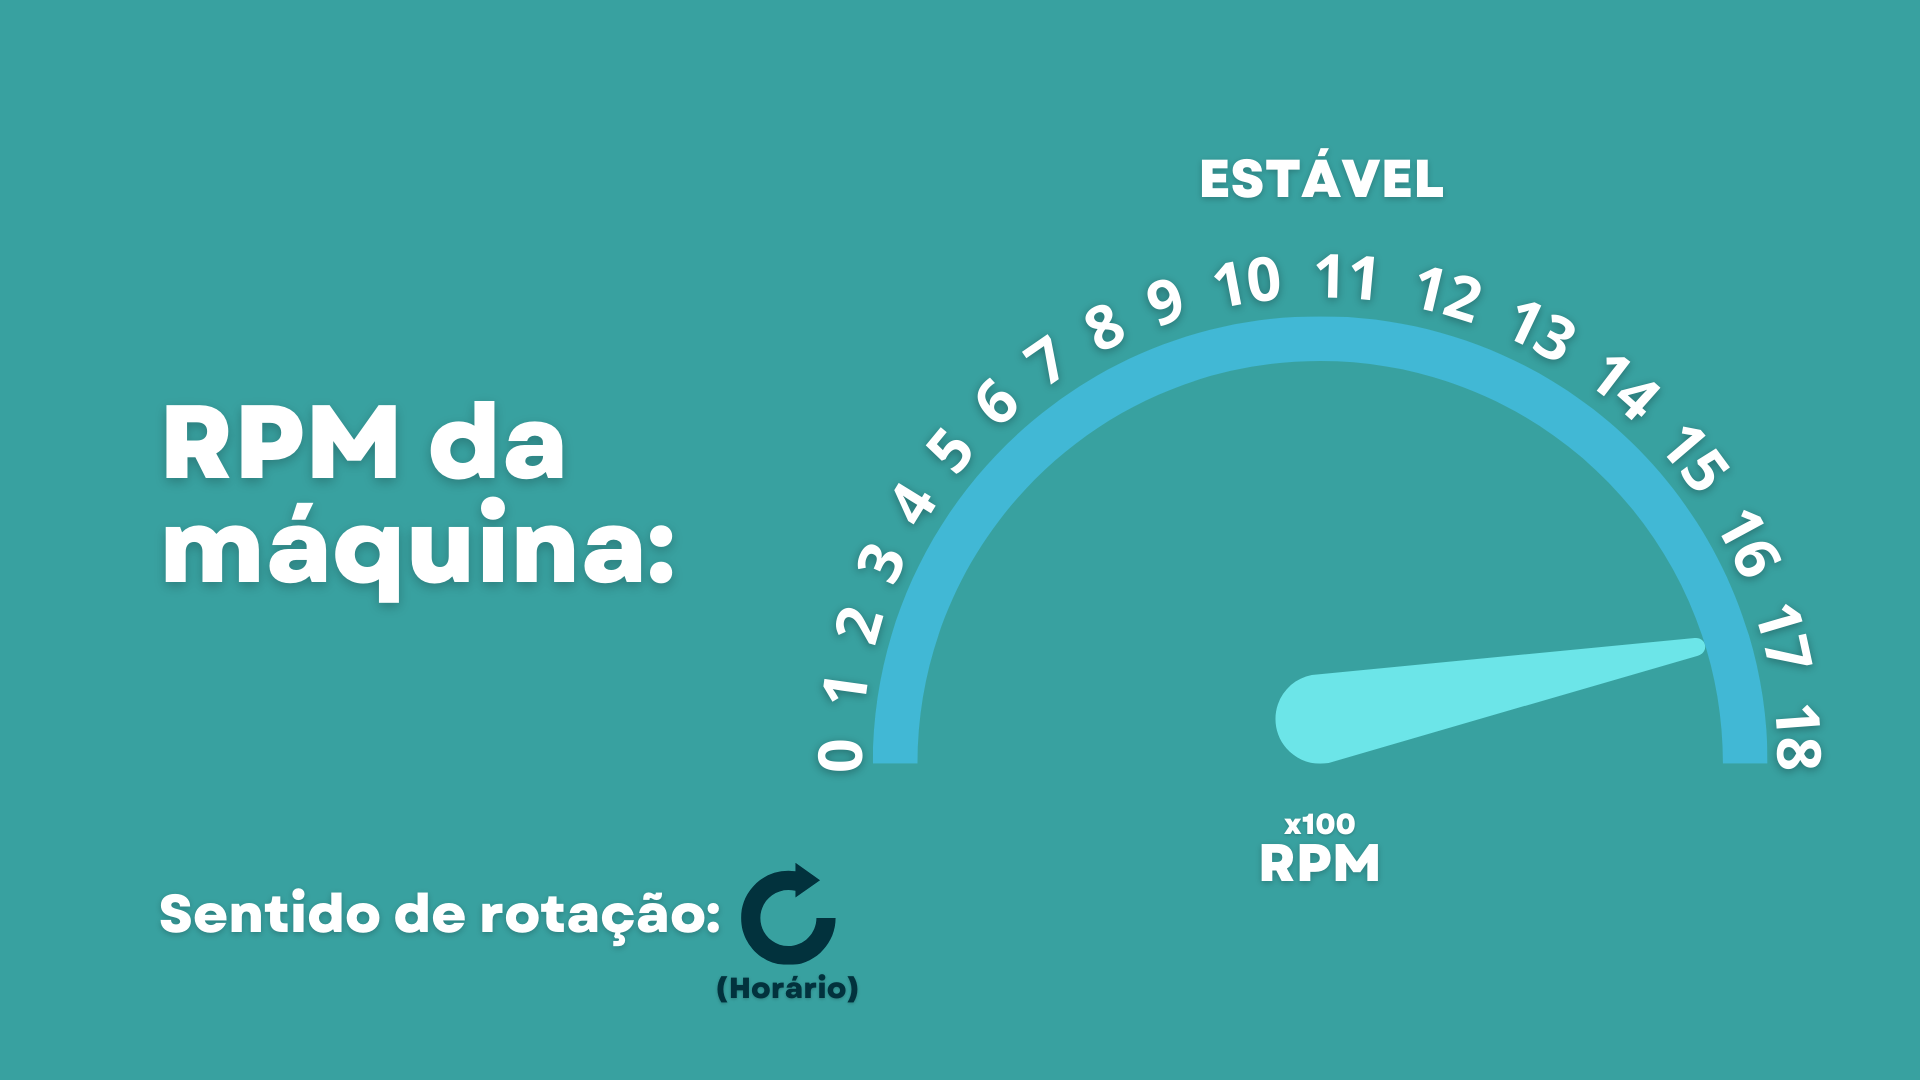 ESTÁVEL
0 1 2 3 4 5 6 7 8 9 10 11 12 13 14 15 16 17 18
RPM da
máquina:
x100
RPM
Sentido de rotação:
(Horário)